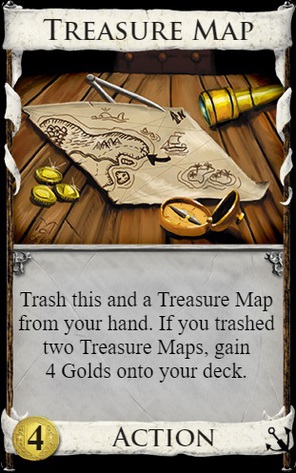 Treasure Map
Trash this and a Treasure Map
from your hand. If you trashed
two Treasure Maps, gain
4 Golds onto your deck.
4
Action